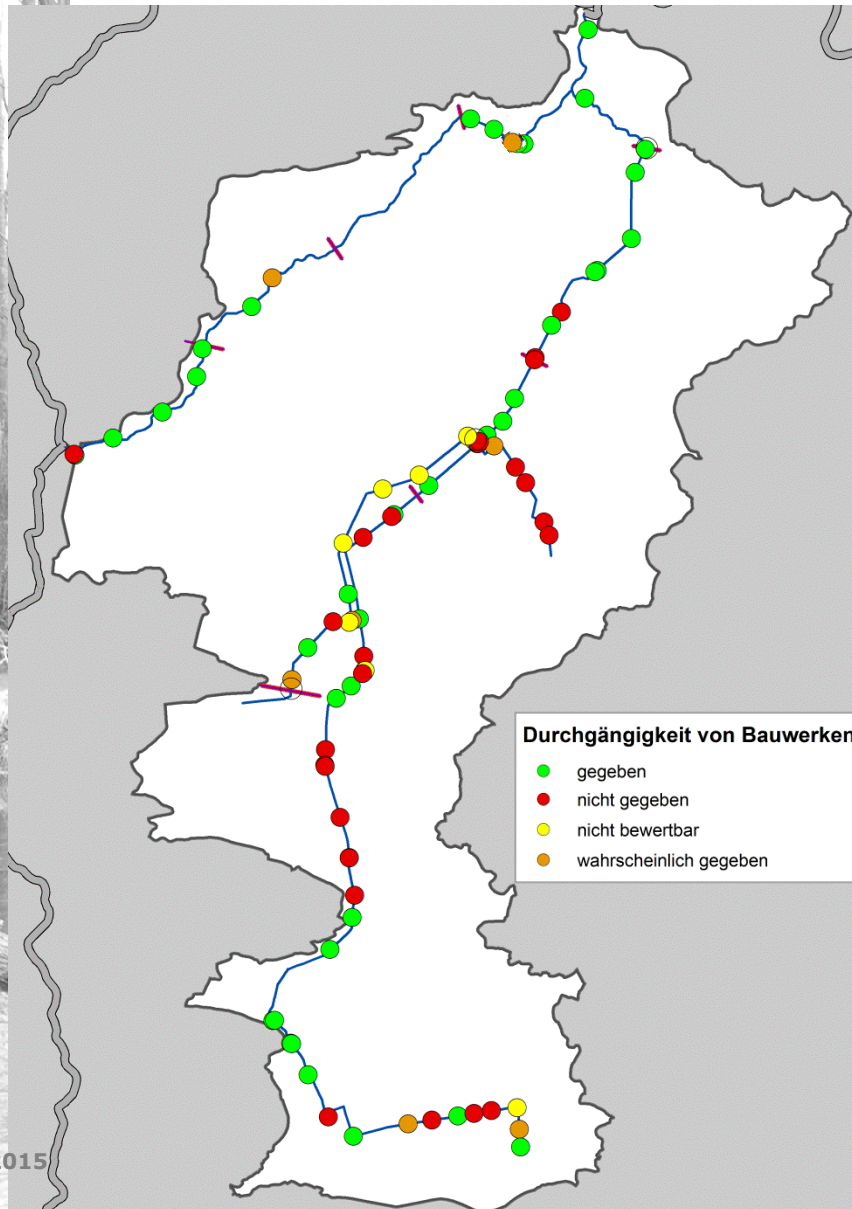 Durchgängigkeit von Bauwerken
gegeben
nicht gegeben
nicht bewertbar
wahrscheinlich gegeben
015